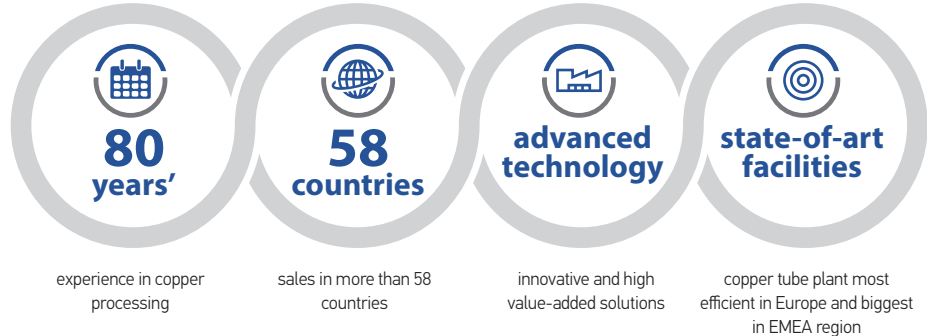 80
years’
58
countries
advanced
technology
state-of-art
facilities
experience in copper
processing
sales in more than 58
countries
innovative and high
value-added solutions
copper tube plant most
efficient in Europe and biggest
in EMEA region